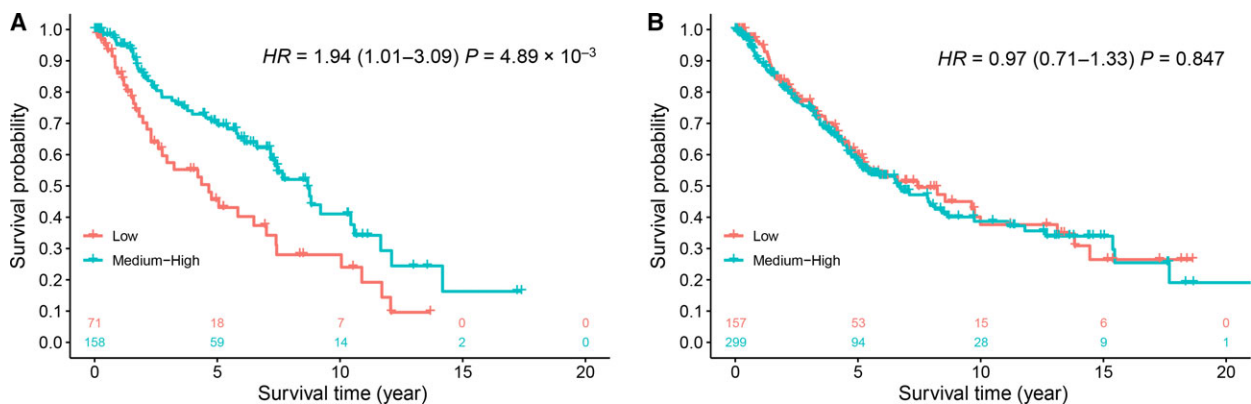 A
HR = 1.94 (1.01–3.09) P = 4.89 × 10⁻³
Survival probability
1.0
0.9
0.8
0.7
0.6
0.5
0.4
0.3
0.2
0.1
0.0
Low
Medium−High
71 18 7 0 0
158 59 14 2 0
0 5 10 15 20
Survival time (year)
B
HR = 0.97 (0.71–1.33) P = 0.847
Survival probability
1.0
0.9
0.8
0.7
0.6
0.5
0.4
0.3
0.2
0.1
0.0
Low
Medium−High
157 53 15 6 0
299 94 28 9 1
0 5 10 15 20
Survival time (year)